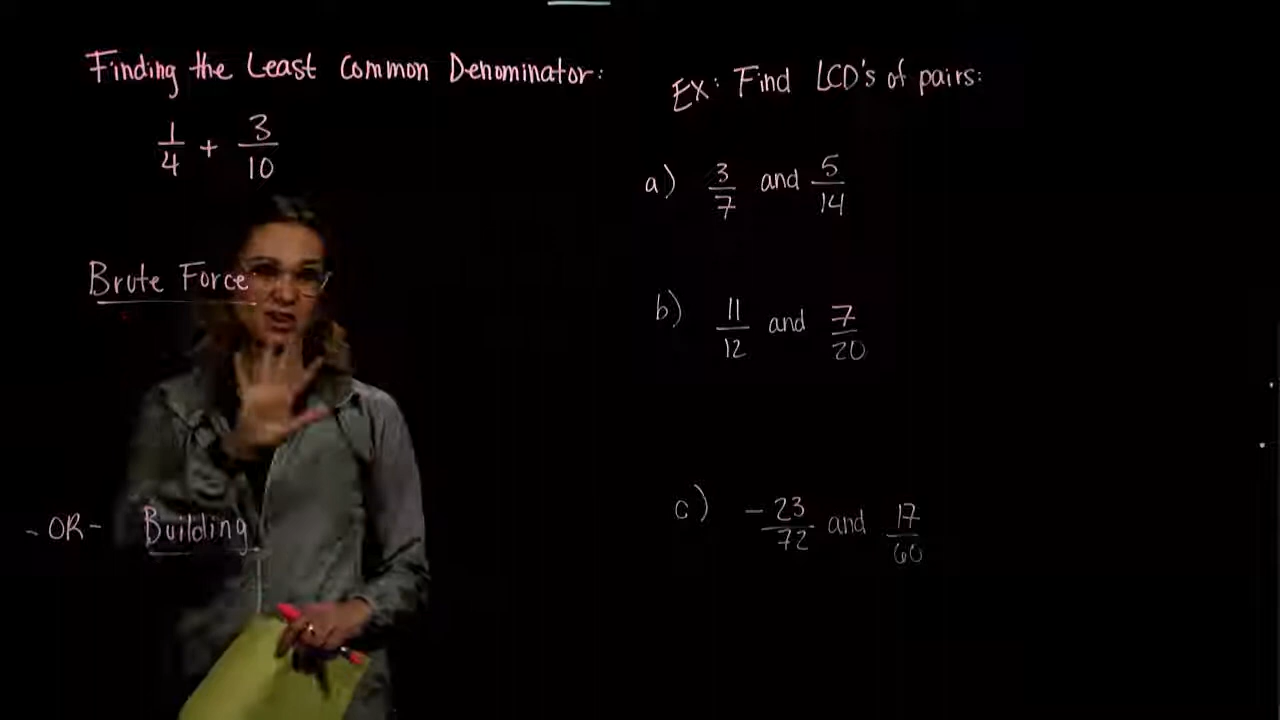 Finding the Least Common Denominator:
1/4 + 3/10
Brute Force
- OR - Building
Ex: Find LCD's of pairs:
a) 3/7 and 5/14
b) 11/12 and 7/20
c) -23/72 and 17/60